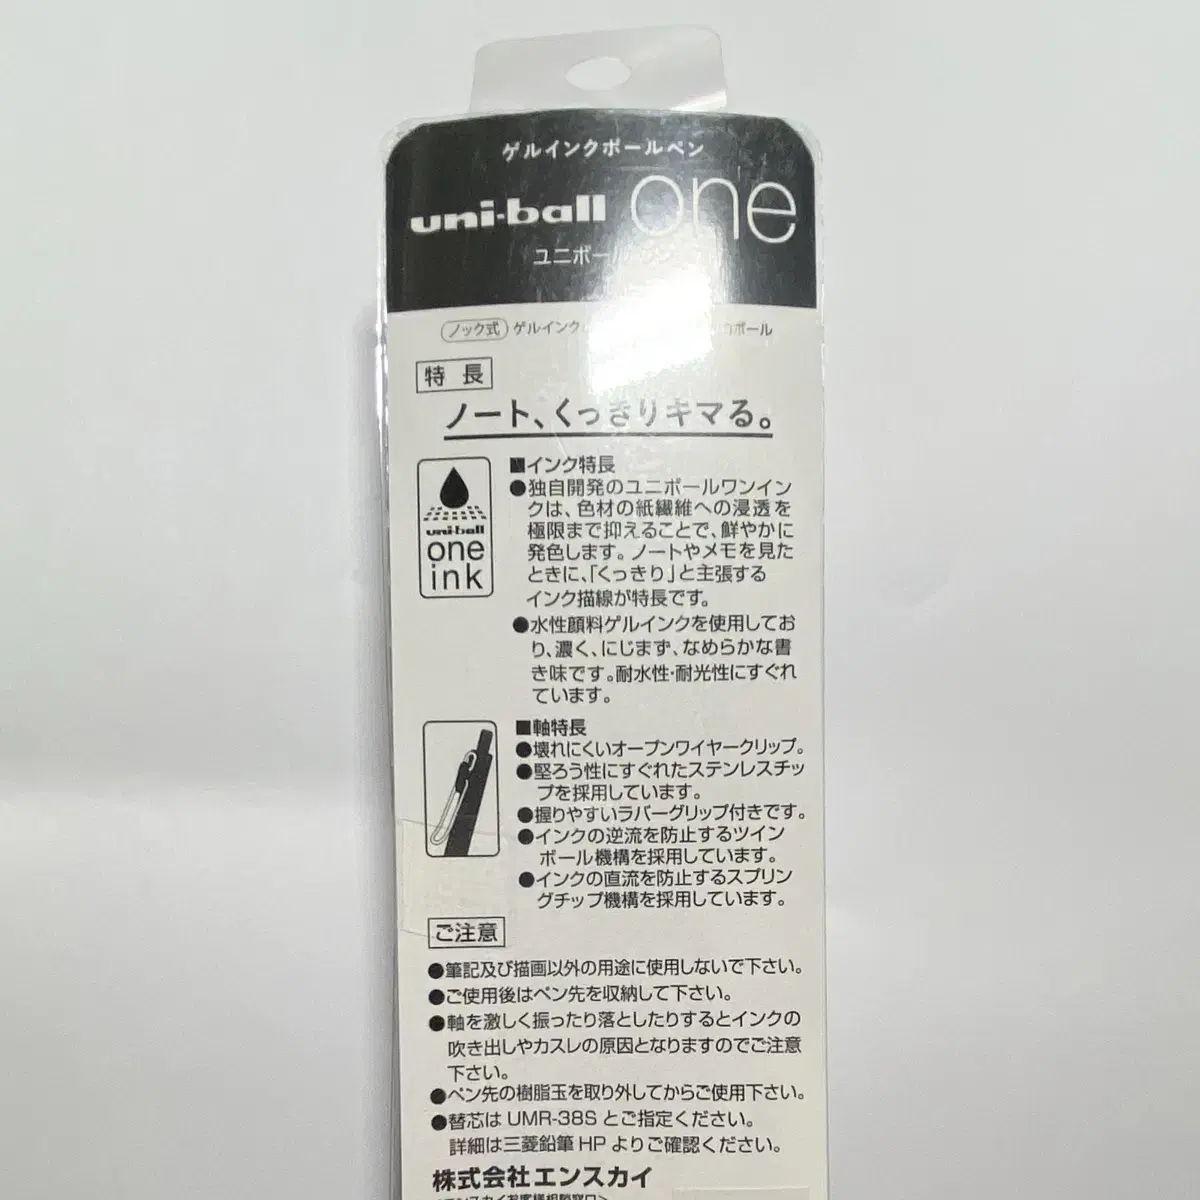 ゲルインクボールペン
uni-ball one
ユニボール
ノック式 ゲルインク ボール
特 長
ノート、くっきりキマる。
uni-ball
one
ink
■インク特長
●独自開発のユニボールワンイン
クは、色材の紙繊維への浸透を
極限まで抑えることで、鮮やかに
発色します。ノートやメモを見た
ときに、「くっきり」と主張する
インク描線が特長です。
●水性顔料ゲルインクを使用してお
り、濃く、にじまず、なめらかな書
き味です。耐水性・耐光性にすぐれ
ています。
■軸特長
●壊れにくいオープンワイヤークリップ。
●堅ろう性にすぐれたステンレスチッ
プを採用しています。
●握りやすいラバーグリップ付きです。
●インクの逆流を防止するツイン
ボール機構を採用しています。
●インクの直流を防止するスプリン
グチップ機構を採用しています。
ご注意
●筆記及び描画以外の用途に使用しないで下さい。
●ご使用後はペン先を収納して下さい。
●軸を激しく振ったり落としたりするとインクの
吹き出しやカスレの原因となりますのでご注意
下さい。
●ペン先の樹脂玉を取り外してからご使用下さい。
●替芯は UMR-38S とご指定ください。
詳細は三菱鉛筆 HP よりご確認ください。
株式会社エンスカイ
<エンスカイお客様相談窓口>